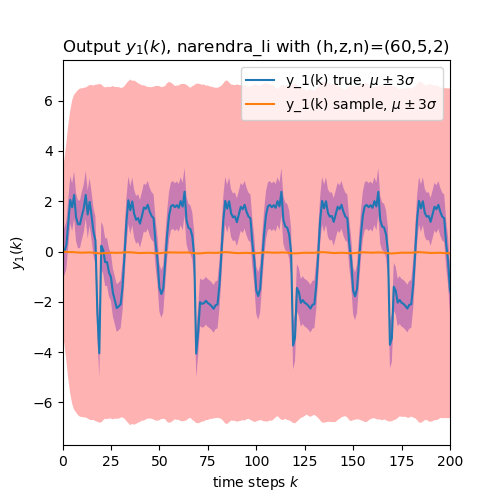 Output y₁(k), narendra_li with (h,z,n)=(60,5,2)
y_1(k) true, μ ± 3σ
y_1(k) sample, μ ± 3σ
y₁(k)
6
4
2
0
−2
−4
−6
0 25 50 75 100 125 150 175 200
time steps k